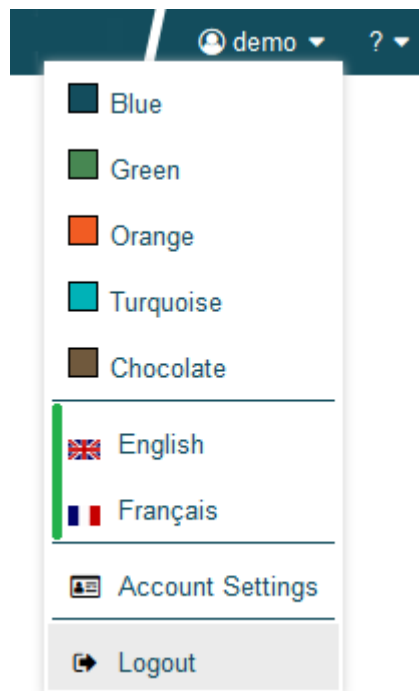 demo ?
Blue
Green
Orange
Turquoise
Chocolate
English
Français
Account Settings
Logout